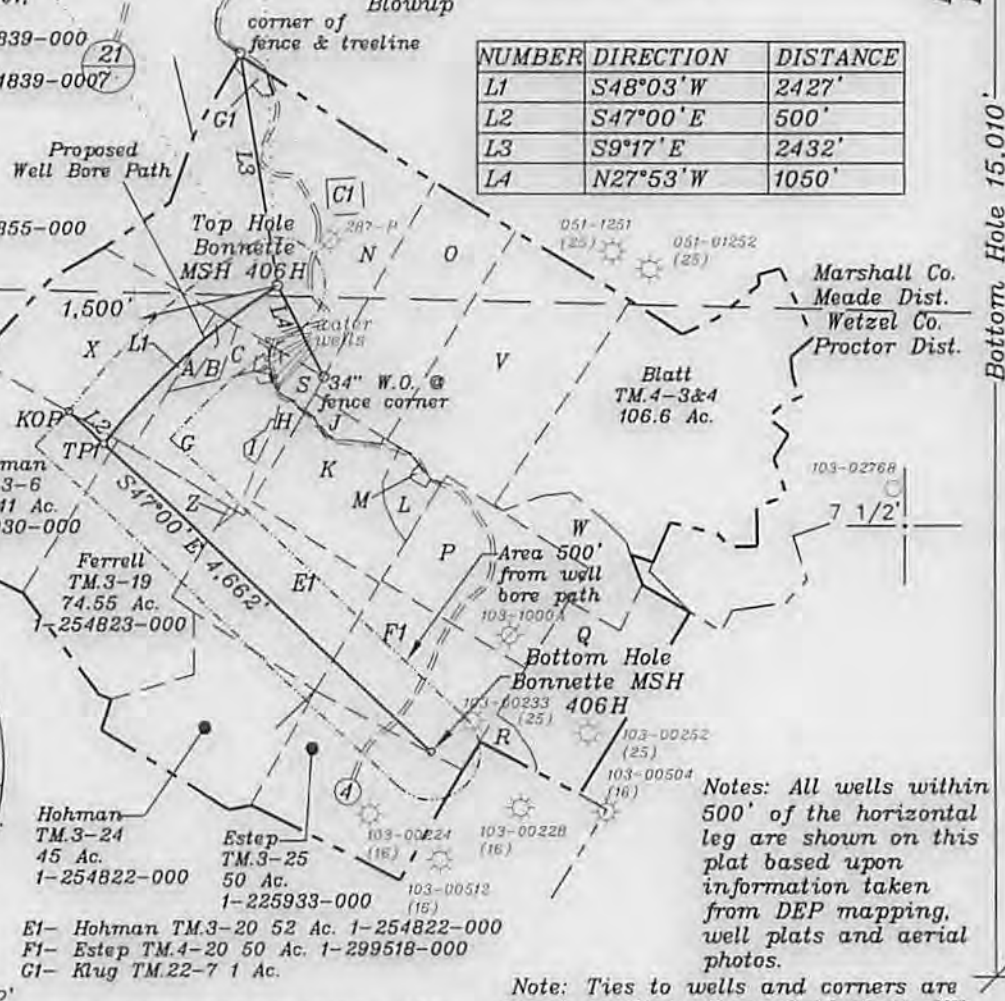 Blowup
corner of
fence & treeline
839-000
21
7
1839-000
G1
Proposed
Well Bore Path
L3
C1
855-000
Top Hole
Bonnette
MSH 406H
287-P
N
O
051-1251
(25)
051-01252
(25)
NUMBER DIRECTION DISTANCE
L1 S48°03'W 2427'
L2 S47°00'E 500'
L3 S9°17'E 2432'
L4 N27°53'W 1050'
Bottom Hole 15,010'
Marshall Co.
Meade Dist.
Wetzel Co.
Proctor Dist.
1,500'
L4
water
wells
X
L1
A/B
C
S
34" W.O. @
fence corner
V
Blatt
TM.4-3&4
106.6 Ac.
KOP
L2
TP1
G
H
I
J
K
M
L
103-02768
7 1/2'
man
3-6
41 Ac.
030-000
Z
S47°00'E 4,662'
P
W
Area 500'
from well
bore path
103-1000A
Ferrell
TM.3-19
74.55 Ac.
1-254823-000
E1
F1
Q
Bottom Hole
Bonnette MSH
406H
103-00233
(25)
R
103-00252
(25)
103-00504
(16)
4
Hohman
TM.3-24
45 Ac.
1-254822-000
Estep
TM.3-25
50 Ac.
1-225933-000
103-00224
(16)
103-00228
(16)
103-00512
(16)
Notes: All wells within
500' of the horizontal
leg are shown on this
plat based upon
information taken
from DEP mapping,
well plats and aerial
photos.
E1- Hohman TM.3-20 52 Ac. 1-254822-000
F1- Estep TM.4-20 50 Ac. 1-299518-000
G1- Klug TM.22-7 1 Ac.
Note: Ties to wells and corners are